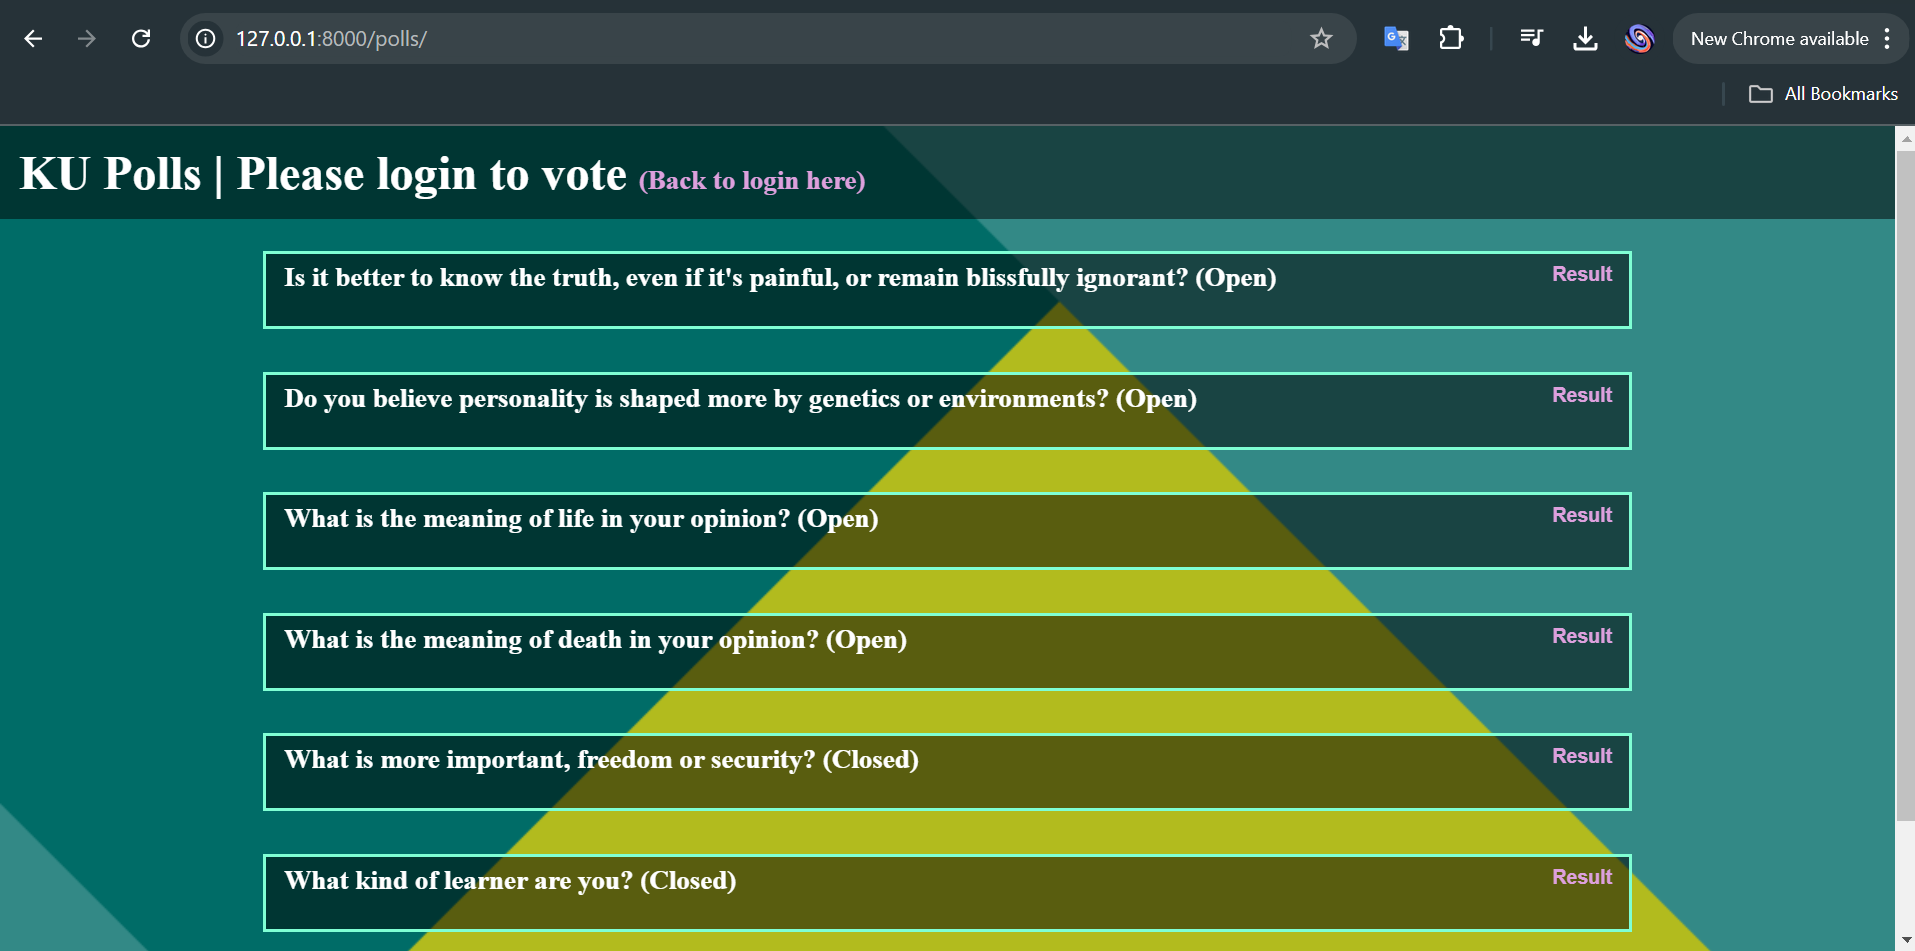 127.0.0.1:8000/polls/
New Chrome available
All Bookmarks
KU Polls | Please login to vote (Back to login here)
Is it better to know the truth, even if it's painful, or remain blissfully ignorant? (Open) Result
Do you believe personality is shaped more by genetics or environments? (Open) Result
What is the meaning of life in your opinion? (Open) Result
What is the meaning of death in your opinion? (Open) Result
What is more important, freedom or security? (Closed) Result
What kind of learner are you? (Closed) Result